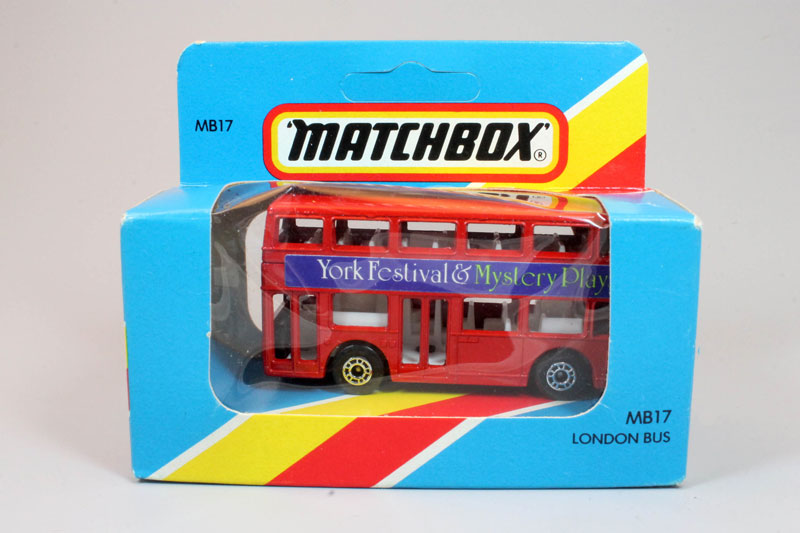 MB17
MATCHBOX®
York Festival & Mystery Play
MB17
LONDON BUS